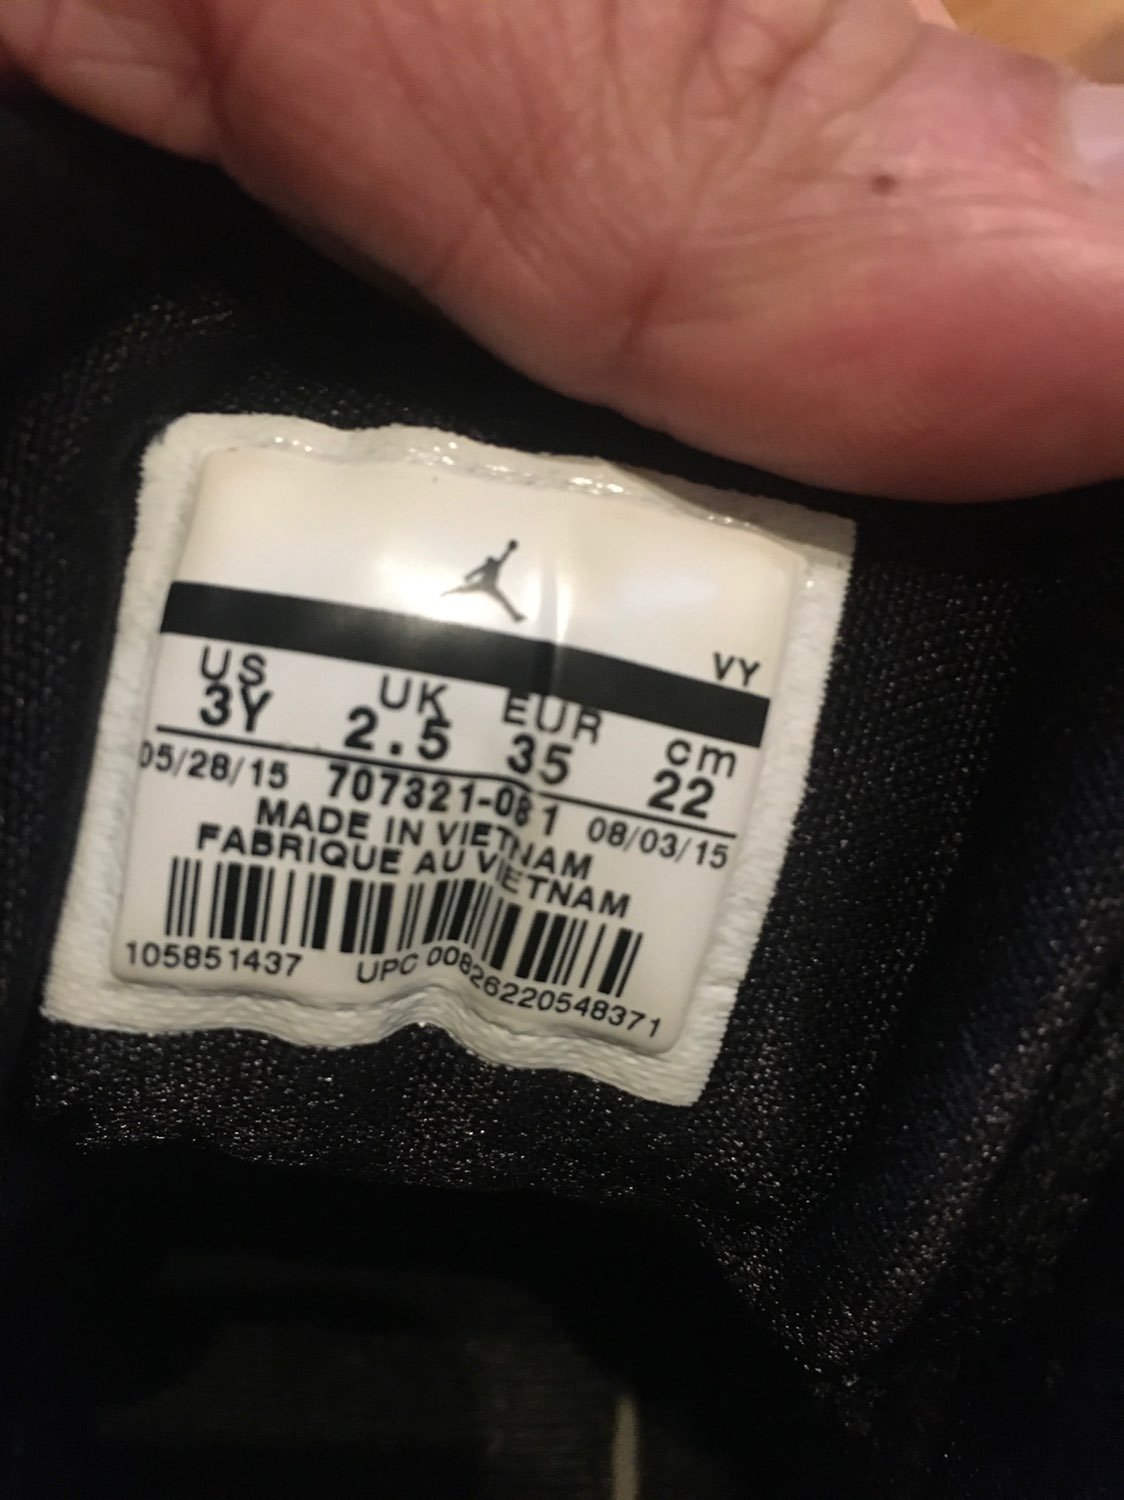 VY
US UK EUR cm
3Y 2.5 35 22
05/28/15 707321-081 08/03/15
MADE IN VIETNAM
FABRIQUE AU VIETNAM
105851437 UPC 00826220548371